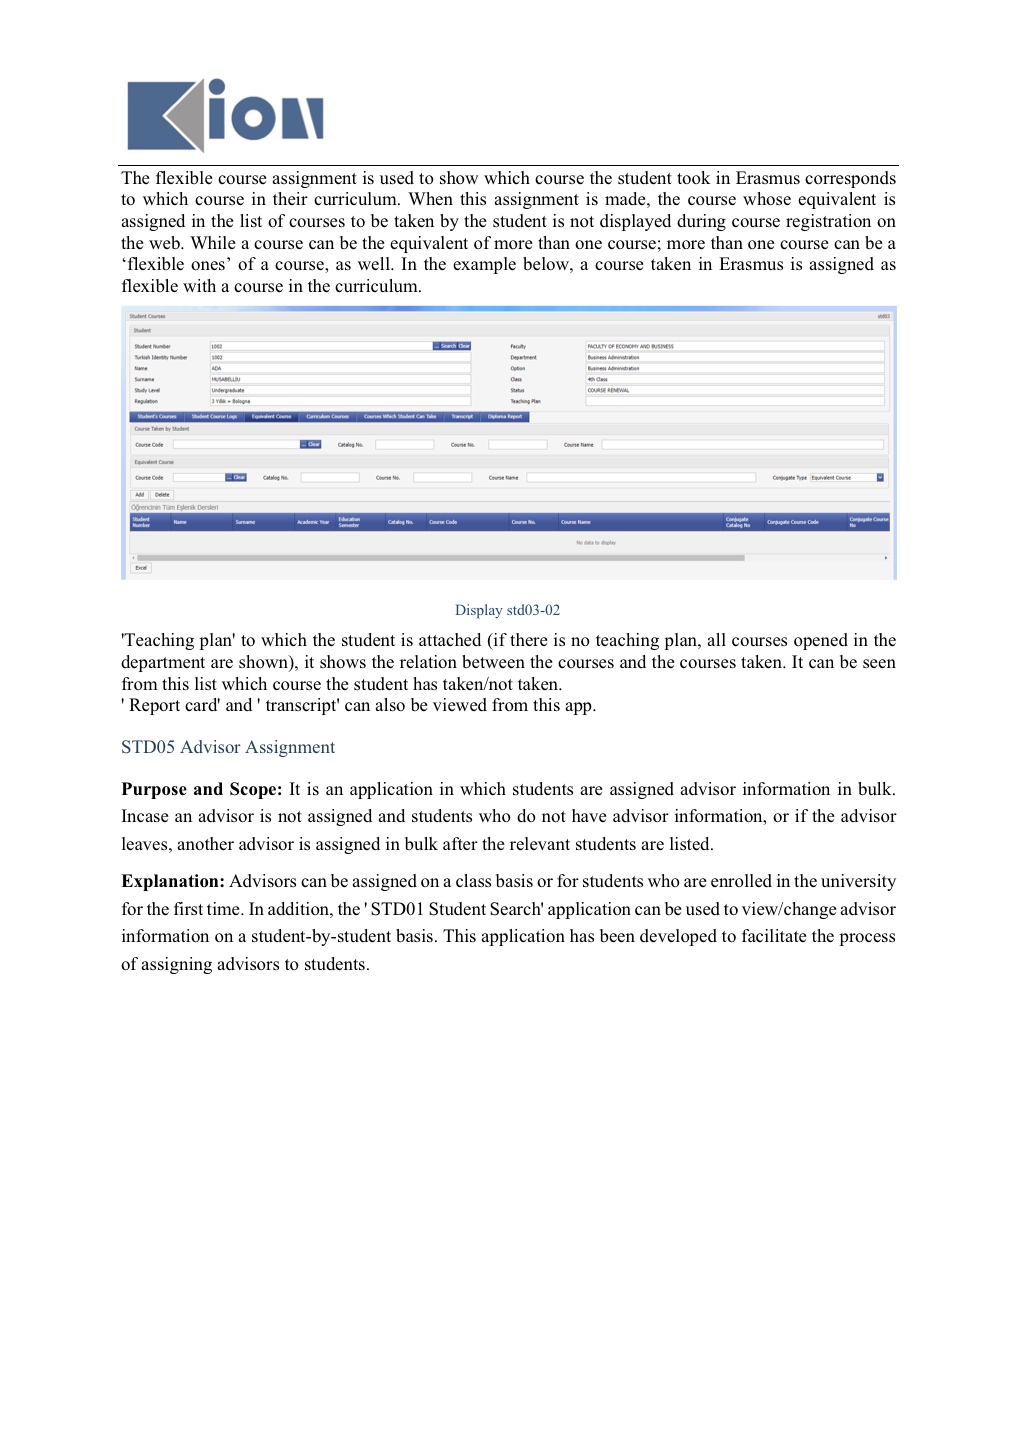 Kion
The flexible course assignment is used to show which course the student took in Erasmus corresponds
to which course in their curriculum. When this assignment is made, the course whose equivalent is
assigned in the list of courses to be taken by the student is not displayed during course registration on
the web. While a course can be the equivalent of more than one course; more than one course can be a
‘flexible ones’ of a course, as well. In the example below, a course taken in Erasmus is assigned as
flexible with a course in the curriculum.
Student Courses std03
Student
Student Number 1002 ... Search Clear Faculty FACULTY OF ECONOMY AND BUSINESS
Turkish Identity Number 1002 Department Business Administration
Name ADA Option Business Administration
Surname MUSABELLIU Class 4th Class
Study Level Undergraduate Status COURSE RENEWAL
Regulation 3 Yıllık + Bologna Teaching Plan
Student's Courses Student Course Logs Equivalent Course Curriculum Courses Courses Which Student Can Take Transcript Diploma Report
Course Taken by Student
Course Code ... Clear Catalog No. Course No. Course Name
Equivalent Course
Course Code ... Clear Catalog No. Course No. Course Name Conjugate Type Equivalent Course
Add Delete
Öğrencinin Tüm Eşlenik Dersleri
Student Number Name Surname Academic Year Education Semester Catalog No. Course Code Course No. Course Name Conjugate Catalog No Conjugate Course Code Conjugate Course No
No data to display
Excel
Display std03-02
'Teaching plan' to which the student is attached (if there is no teaching plan, all courses opened in the
department are shown), it shows the relation between the courses and the courses taken. It can be seen
from this list which course the student has taken/not taken.
' Report card' and ' transcript' can also be viewed from this app.
STD05 Advisor Assignment
Purpose and Scope: It is an application in which students are assigned advisor information in bulk.
Incase an advisor is not assigned and students who do not have advisor information, or if the advisor
leaves, another advisor is assigned in bulk after the relevant students are listed.
Explanation: Advisors can be assigned on a class basis or for students who are enrolled in the university
for the first time. In addition, the ' STD01 Student Search' application can be used to view/change advisor
information on a student-by-student basis. This application has been developed to facilitate the process
of assigning advisors to students.